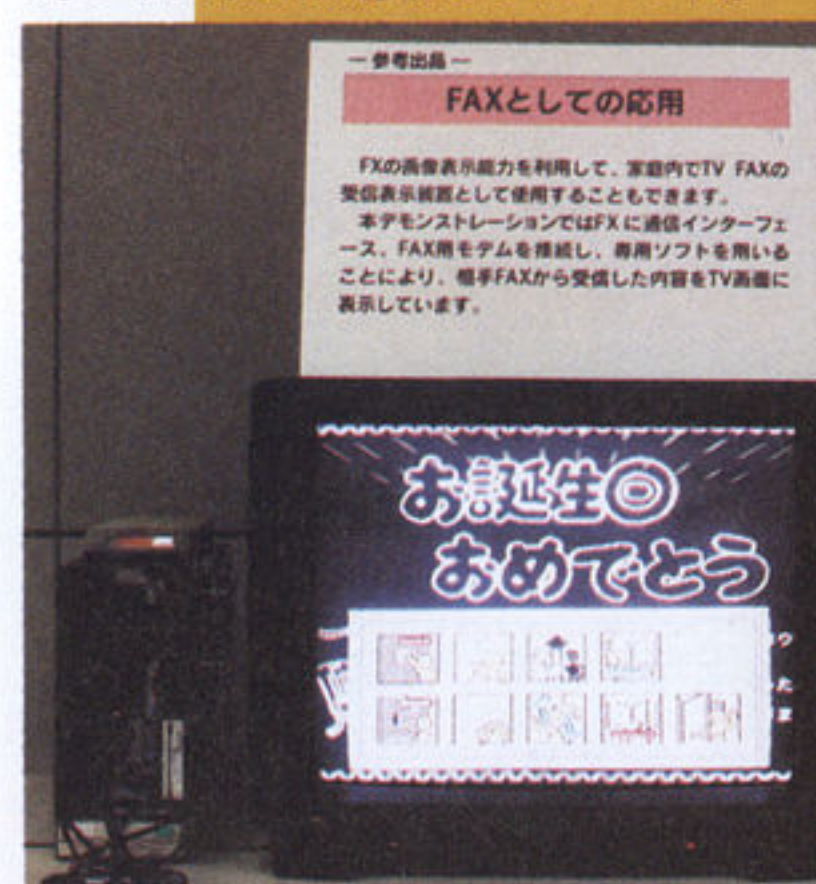 ― 参考出品 ―
FAXとしての応用
FXの画像表示能力を利用して、家庭内でTV FAXの
受信表示装置として使用することもできます。
本デモンストレーションではFXに通信インターフェ
ース、FAX用モデムを接続し、専用ソフトを用いる
ことにより、相手FAXから受信した内容をTV画面に
表示しています。
お誕生日
おめでとう
ウ
た
ま